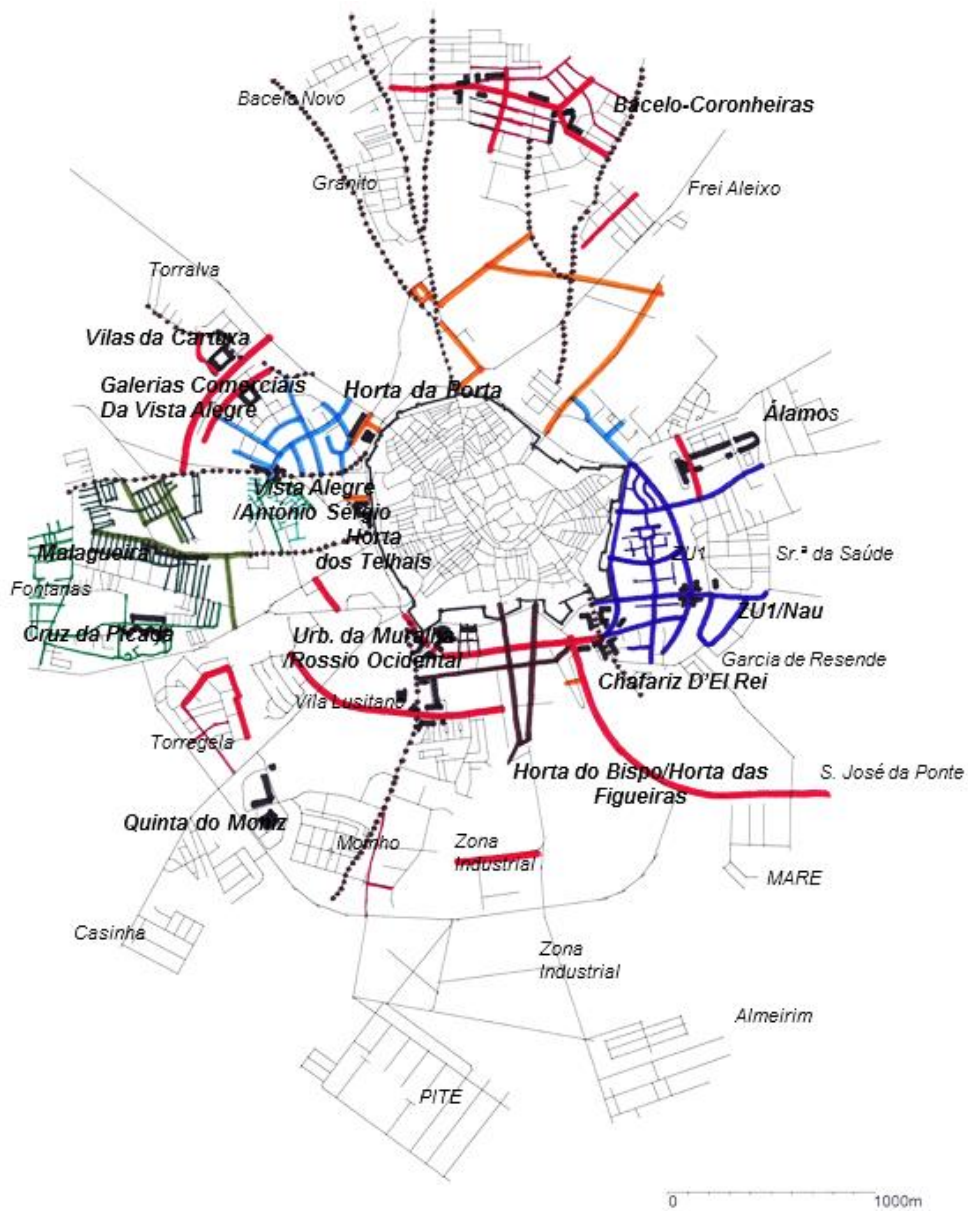 Bacelo Novo
Bacelo-Coronheiras
Granito
Frei Aleixo
Torralva
Vilas da Cartuxa
Galerias Comerciais
Da Vista Alegre
Horta da Porta
Álamos
Vista Alegre
/António Sérgio
Horta
dos Telhais
Malagueira
ZU1
Sr.ª da Saúde
Fontanas
ZU1/Nau
Cruz da Picada
Urb. da Muralha
/Rossio Ocidental
Garcia de Resende
Chafariz D'El Rei
Vila Lusitano
Torregela
Horta do Bispo/Horta das
Figueiras
S. José da Ponte
Quinta do Moniz
Moinho
Zona
Industrial
MARE
Casinha
Zona
Industrial
Almeirim
PITE
0 1000m